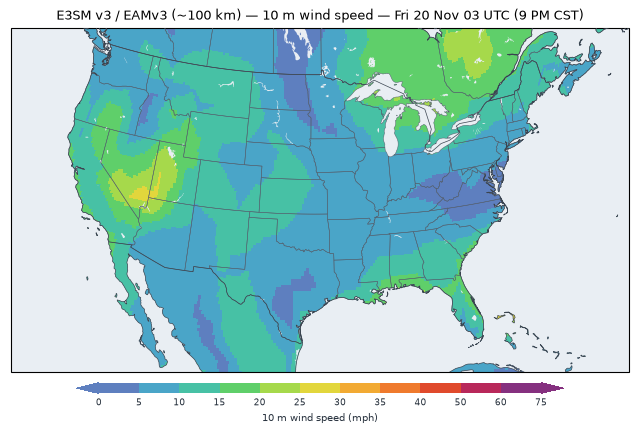 E3SM v3 / EAMv3 (~100 km) — 10 m wind speed — Fri 20 Nov 03 UTC (9 PM CST)
0 5 10 15 20 25 30 35 40 50 60 75
10 m wind speed (mph)